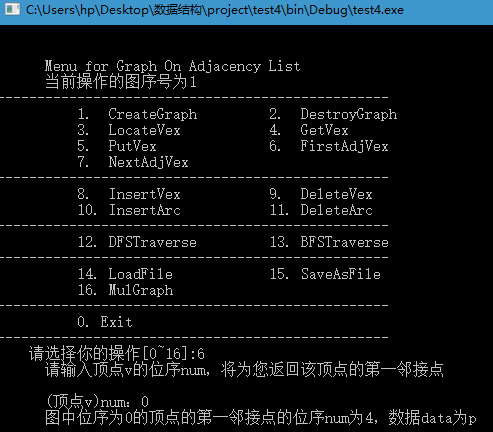 C:\Users\hp\Desktop\数据结构\project\test4\bin\Debug\test4.exe
Menu for Graph On Adjacency List
当前操作的图序号为1
-------------------------------------------------
1. CreateGraph 2. DestroyGraph
3. LocateVex 4. GetVex
5. PutVex 6. FirstAdjVex
7. NextAdjVex
-------------------------------------------------
8. InsertVex 9. DeleteVex
10. InsertArc 11. DeleteArc
-------------------------------------------------
12. DFSTraverse 13. BFSTraverse
-------------------------------------------------
14. LoadFile 15. SaveAsFile
16. MulGraph
-------------------------------------------------
0. Exit
-------------------------------------------------
请选择你的操作[0~16]:6
请输入顶点v的位序num，将为您返回该顶点的第一邻接点
(顶点v)num：0
图中位序为0的顶点的第一邻接点的位序num为4，数据data为p